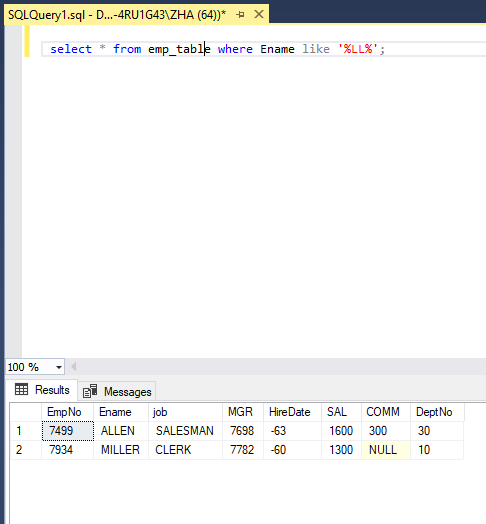 SQLQuery1.sql - D...-4RU1G43\ZHA (64))*
select * from emp_table where Ename like '%LL%';
100 %
Results Messages
EmpNo Ename job MGR HireDate SAL COMM DeptNo
1 7499 ALLEN SALESMAN 7698 -63 1600 300 30
2 7934 MILLER CLERK 7782 -60 1300 NULL 10